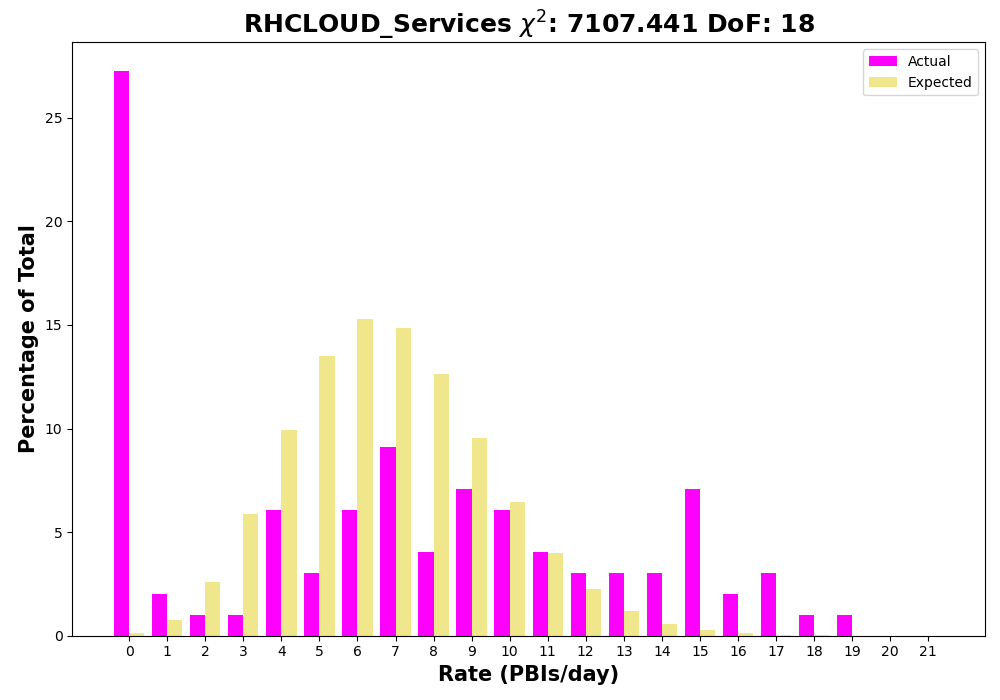 RHCLOUD_Services χ²: 7107.441 DoF: 18
Actual
Expected
Percentage of Total
25
20
15
10
5
0
0 1 2 3 4 5 6 7 8 9 10 11 12 13 14 15 16 17 18 19 20 21
Rate (PBIs/day)